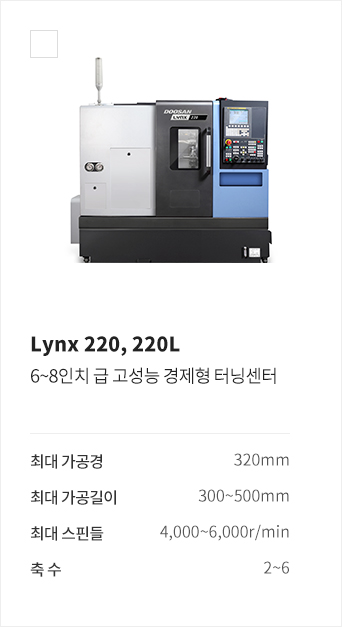 DOOSAN
LYNX 220
Lynx 220, 220L
6~8인치 급 고성능 경제형 터닝센터
최대 가공경 320mm
최대 가공길이 300~500mm
최대 스핀들 4,000~6,000r/min
축 수 2~6